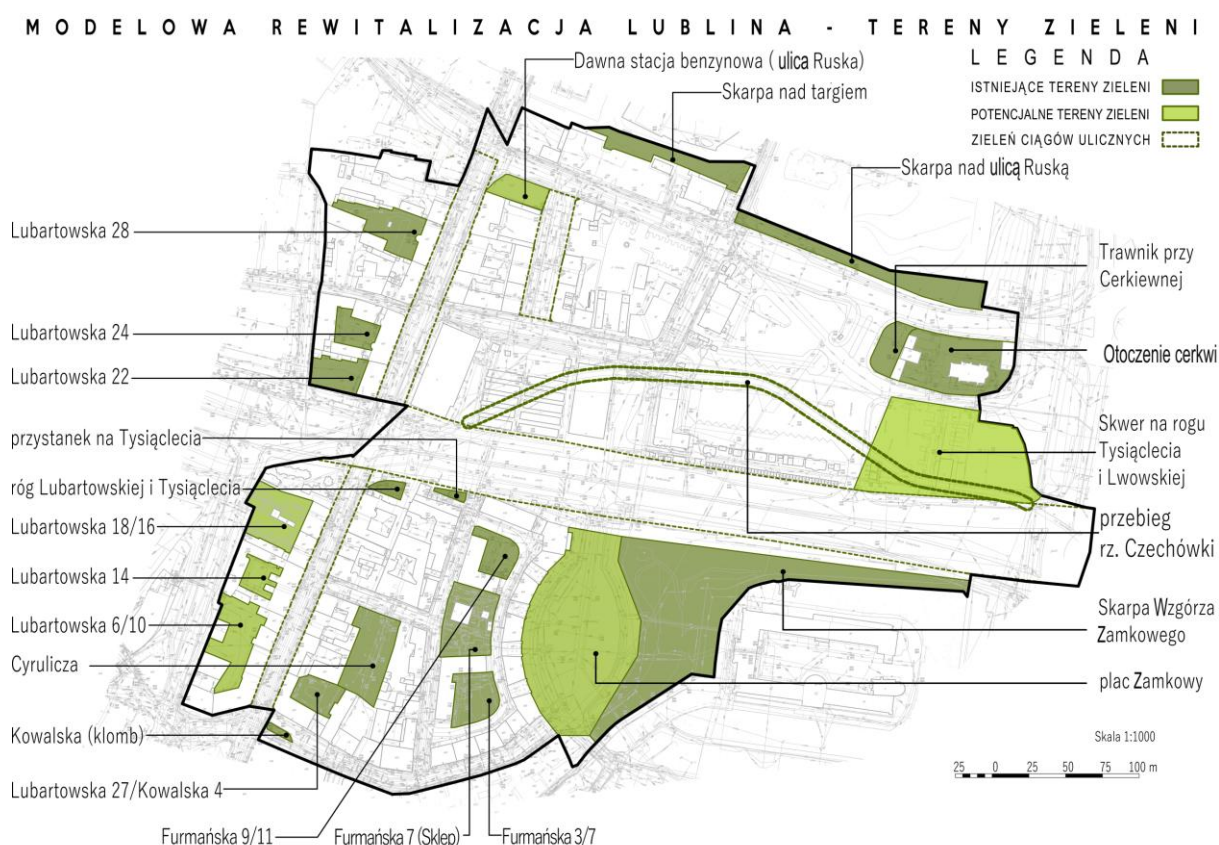 MODELOWA REWITALIZACJA LUBLINA - TERENY ZIELENI
LEGENDA
ISTNIEJĄCE TERENY ZIELENI
POTENCJALNE TERENY ZIELENI
ZIELEŃ CIĄGÓW ULICZNYCH
Dawna stacja benzynowa ( ulica Ruska)
Skarpa nad targiem
Skarpa nad ulicą Ruską
Lubartowska 28
Lubartowska 24
Lubartowska 22
przystanek na Tysiąclecia
róg Lubartowskiej i Tysiąclecia
Lubartowska 18/16
Lubartowska 14
Lubartowska 6/10
Cyrulicza
Kowalska (klomb)
Lubartowska 27/Kowalska 4
Furmańska 9/11
Furmańska 7 (Sklep)
Furmańska 3/7
Trawnik przy
Cerkiewnej
Otoczenie cerkwi
Skwer na rogu
Tysiąclecia
i Lwowskiej
przebieg
rz. Czechówki
Skarpa Wzgórza
Zamkowego
plac Zamkowy
Skala 1:1000
25 0 25 50 75 100 m